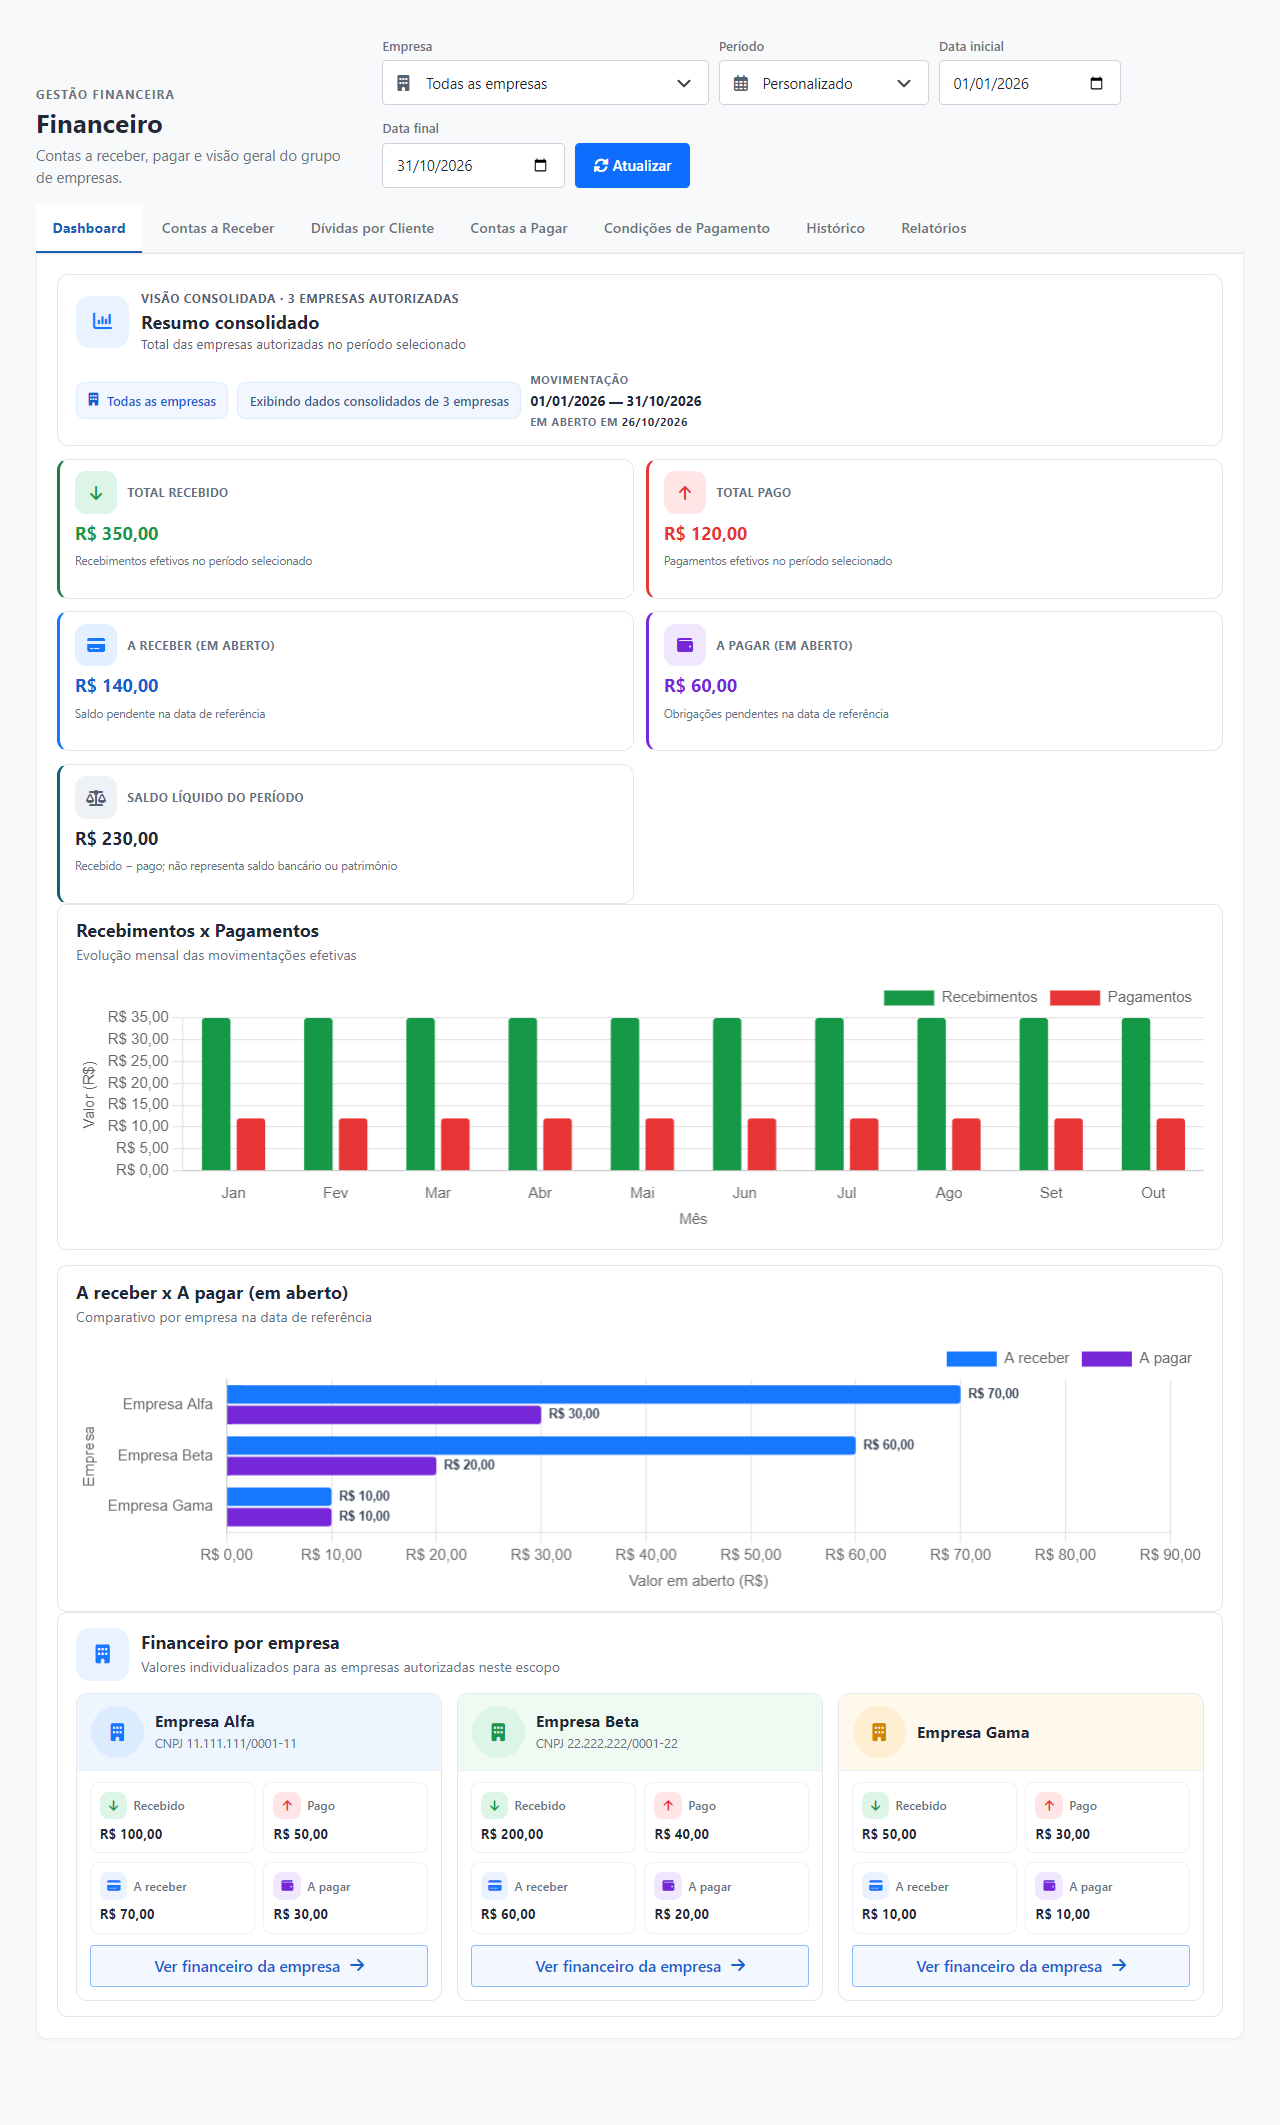 Empresa
Todas as empresas
Período
Personalizado
Data inicial
01/01/2026
GESTÃO FINANCEIRA
Financeiro
Contas a receber, pagar e visão geral do grupo
de empresas.
Data final
31/10/2026
Atualizar
Dashboard
Contas a Receber
Dívidas por Cliente
Contas a Pagar
Condições de Pagamento
Histórico
Relatórios
VISÃO CONSOLIDADA · 3 EMPRESAS AUTORIZADAS
Resumo consolidado
Total das empresas autorizadas no período selecionado
Todas as empresas
Exibindo dados consolidados de 3 empresas
MOVIMENTAÇÃO
01/01/2026 — 31/10/2026
EM ABERTO EM 26/10/2026
TOTAL RECEBIDO
R$ 350,00
Recebimentos efetivos no período selecionado
TOTAL PAGO
R$ 120,00
Pagamentos efetivos no período selecionado
A RECEBER (EM ABERTO)
R$ 140,00
Saldo pendente na data de referência
A PAGAR (EM ABERTO)
R$ 60,00
Obrigações pendentes na data de referência
SALDO LÍQUIDO DO PERÍODO
R$ 230,00
Recebido − pago; não representa saldo bancário ou patrimônio
Recebimentos x Pagamentos
Evolução mensal das movimentações efetivas
Recebimentos
Pagamentos
Valor (R$)
R$ 35,00
R$ 30,00
R$ 25,00
R$ 20,00
R$ 15,00
R$ 10,00
R$ 5,00
R$ 0,00
Jan Fev Mar Abr Mai Jun Jul Ago Set Out
Mês
A receber x A pagar (em aberto)
Comparativo por empresa na data de referência
A receber
A pagar
Empresa
Empresa Alfa
R$ 70,00
R$ 30,00
Empresa Beta
R$ 60,00
R$ 20,00
Empresa Gama
R$ 10,00
R$ 10,00
R$ 0,00 R$ 10,00 R$ 20,00 R$ 30,00 R$ 40,00 R$ 50,00 R$ 60,00 R$ 70,00 R$ 80,00 R$ 90,00
Valor em aberto (R$)
Financeiro por empresa
Valores individualizados para as empresas autorizadas neste escopo
Empresa Alfa
CNPJ 11.111.111/0001-11
Recebido
R$ 100,00
Pago
R$ 50,00
A receber
R$ 70,00
A pagar
R$ 30,00
Ver financeiro da empresa
Empresa Beta
CNPJ 22.222.222/0001-22
Recebido
R$ 200,00
Pago
R$ 40,00
A receber
R$ 60,00
A pagar
R$ 20,00
Ver financeiro da empresa
Empresa Gama
Recebido
R$ 50,00
Pago
R$ 30,00
A receber
R$ 10,00
A pagar
R$ 10,00
Ver financeiro da empresa